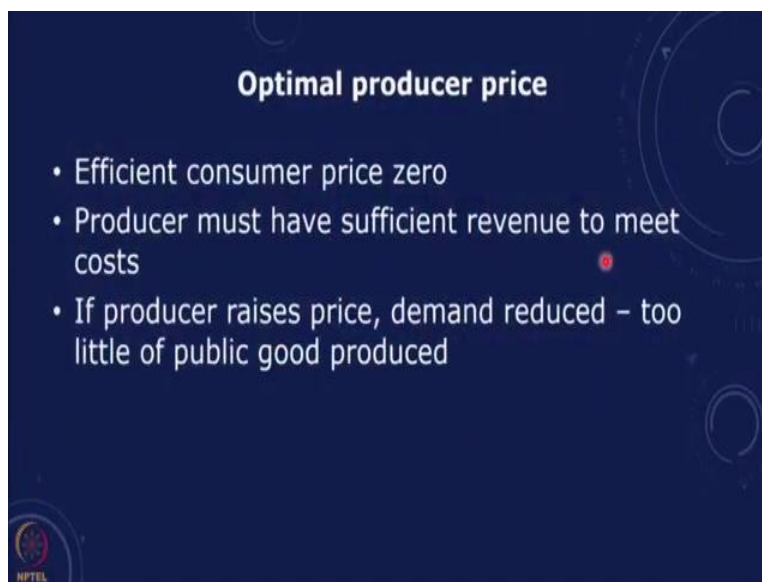 Optimal producer price
• Efficient consumer price zero
• Producer must have sufficient revenue to meet
costs
• If producer raises price, demand reduced – too
little of public good produced
NPTEL